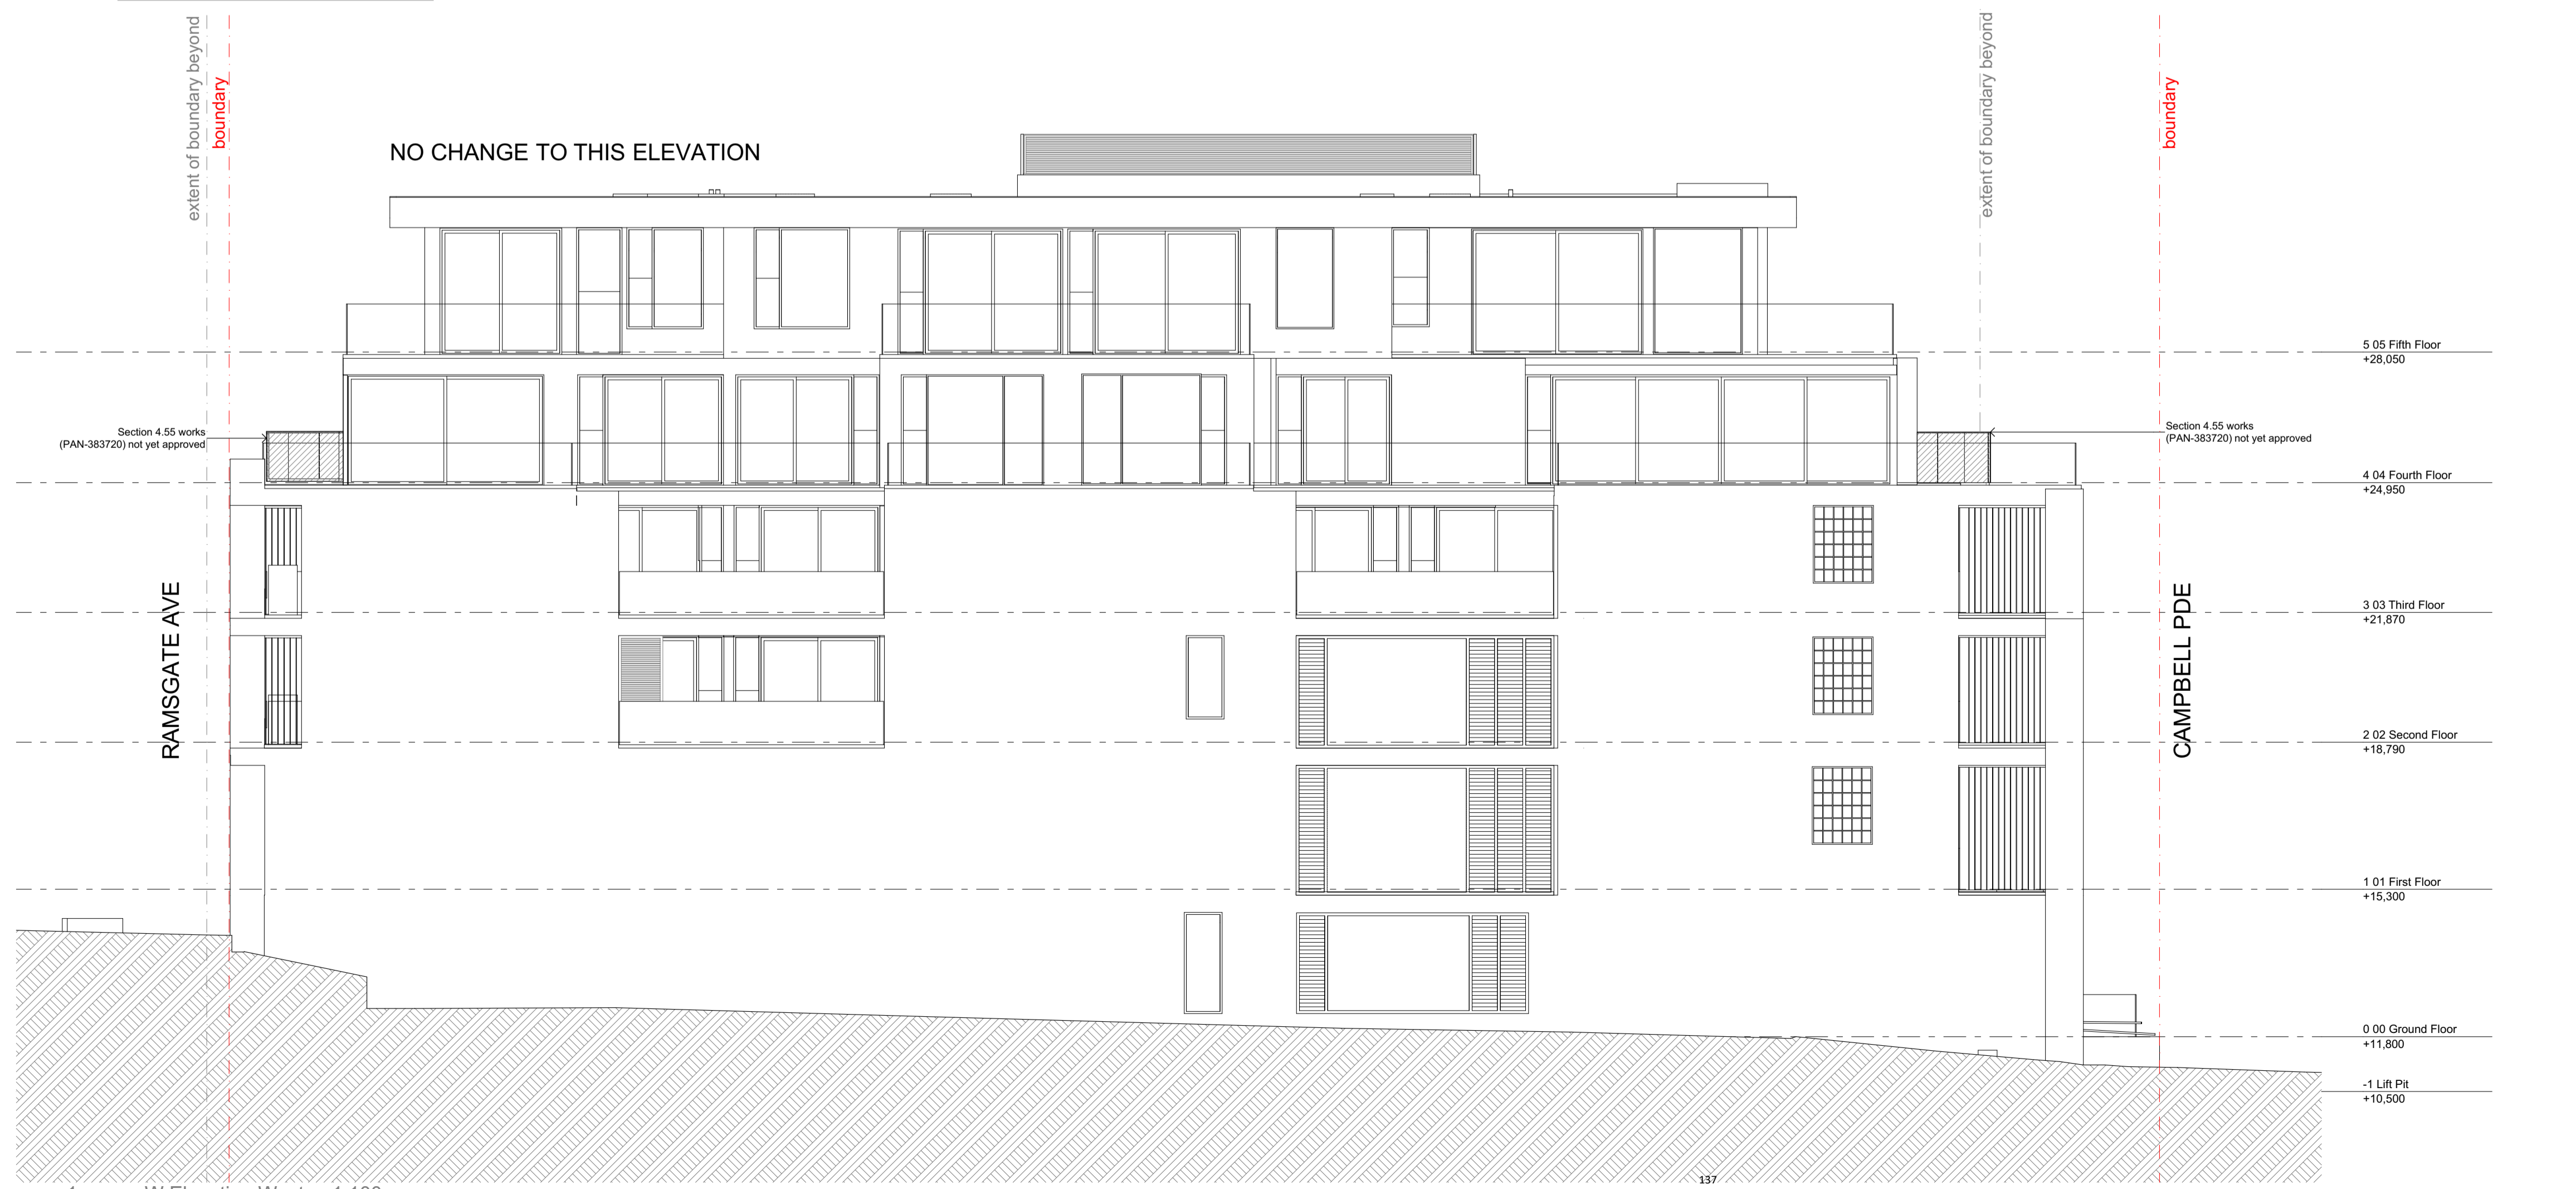 extent of boundary beyond
boundary
NO CHANGE TO THIS ELEVATION
extent of boundary beyond
boundary
5 05 Fifth Floor
+28,050
Section 4.55 works
(PAN-383720) not yet approved
Section 4.55 works
(PAN-383720) not yet approved
4 04 Fourth Floor
+24,950
RAMSGATE AVE
CAMPBELL PDE
3 03 Third Floor
+21,870
2 02 Second Floor
+18,790
1 01 First Floor
+15,300
0 00 Ground Floor
+11,800
-1 Lift Pit
+10,500
137